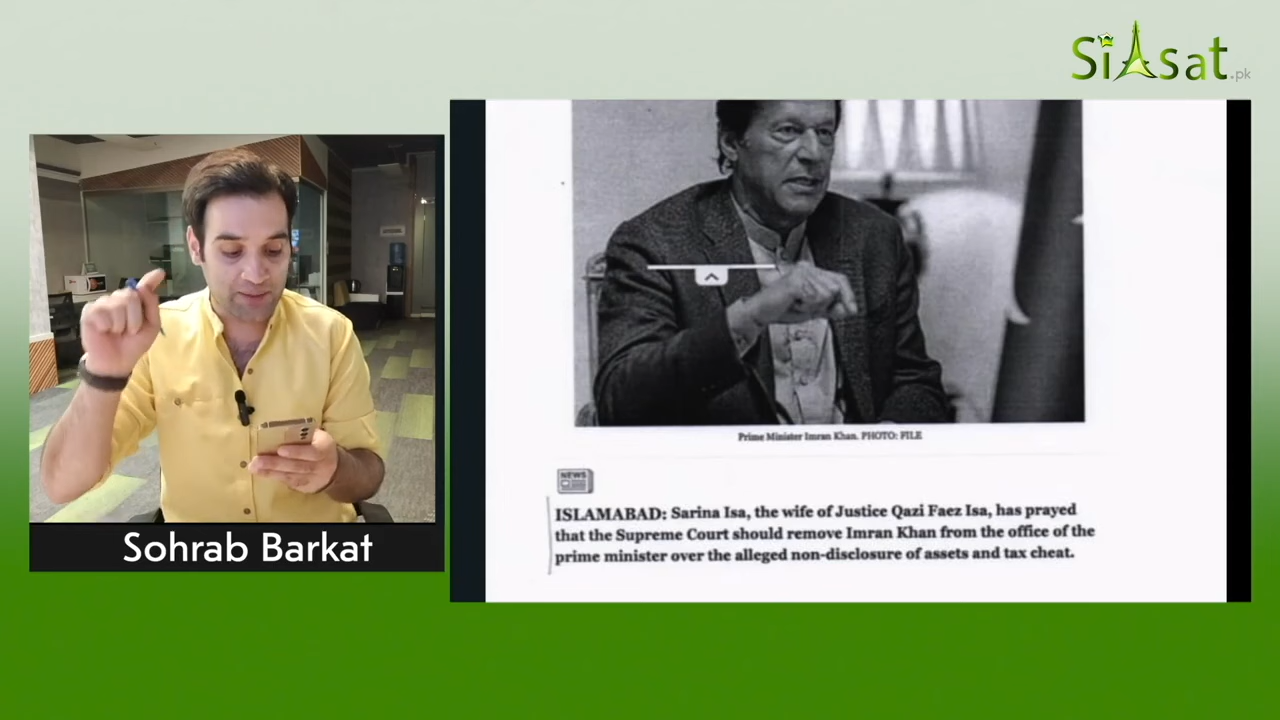 SiAsat.pk
Sohrab Barkat
Prime Minister Imran Khan. PHOTO: FILE
NEWS
ISLAMABAD: Sarina Isa, the wife of Justice Qazi Faez Isa, has prayed
that the Supreme Court should remove Imran Khan from the office of the
prime minister over the alleged non-disclosure of assets and tax cheat.